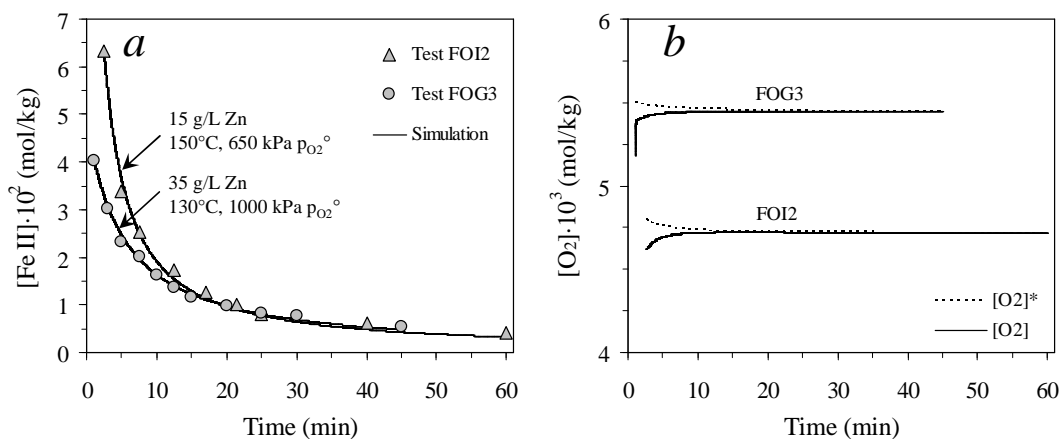 a
[Fe II]·10² (mol/kg)
7
6
5
4
3
2
1
0
Test FOI2
Test FOG3
Simulation
15 g/L Zn
150°C, 650 kPa pO2°
35 g/L Zn
130°C, 1000 kPa pO2°
0 10 20 30 40 50 60
Time (min)
b
[O₂]·10³ (mol/kg)
6
5
4
FOG3
FOI2
[O2]*
[O2]
0 10 20 30 40 50 60
Time (min)